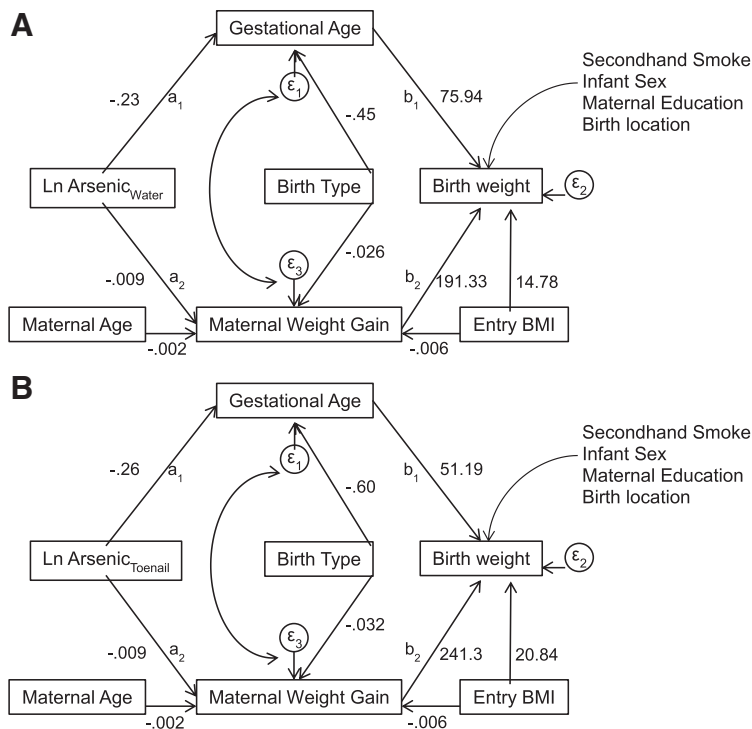 A
Gestational Age
Secondhand Smoke
Infant Sex
Maternal Education
Birth location
-.23
a1
ε1
-.45
b1
75.94
Ln ArsenicWater
Birth Type
Birth weight
ε2
-.009
a2
ε3
-.026
b2
191.33
14.78
Maternal Age
Maternal Weight Gain
Entry BMI
-.002
-.006
B
Gestational Age
Secondhand Smoke
Infant Sex
Maternal Education
Birth location
-.26
a1
ε1
-.60
b1
51.19
Ln ArsenicToenail
Birth Type
Birth weight
ε2
-.009
a2
ε3
-.032
b2
241.3
20.84
Maternal Age
Maternal Weight Gain
Entry BMI
-.002
-.006